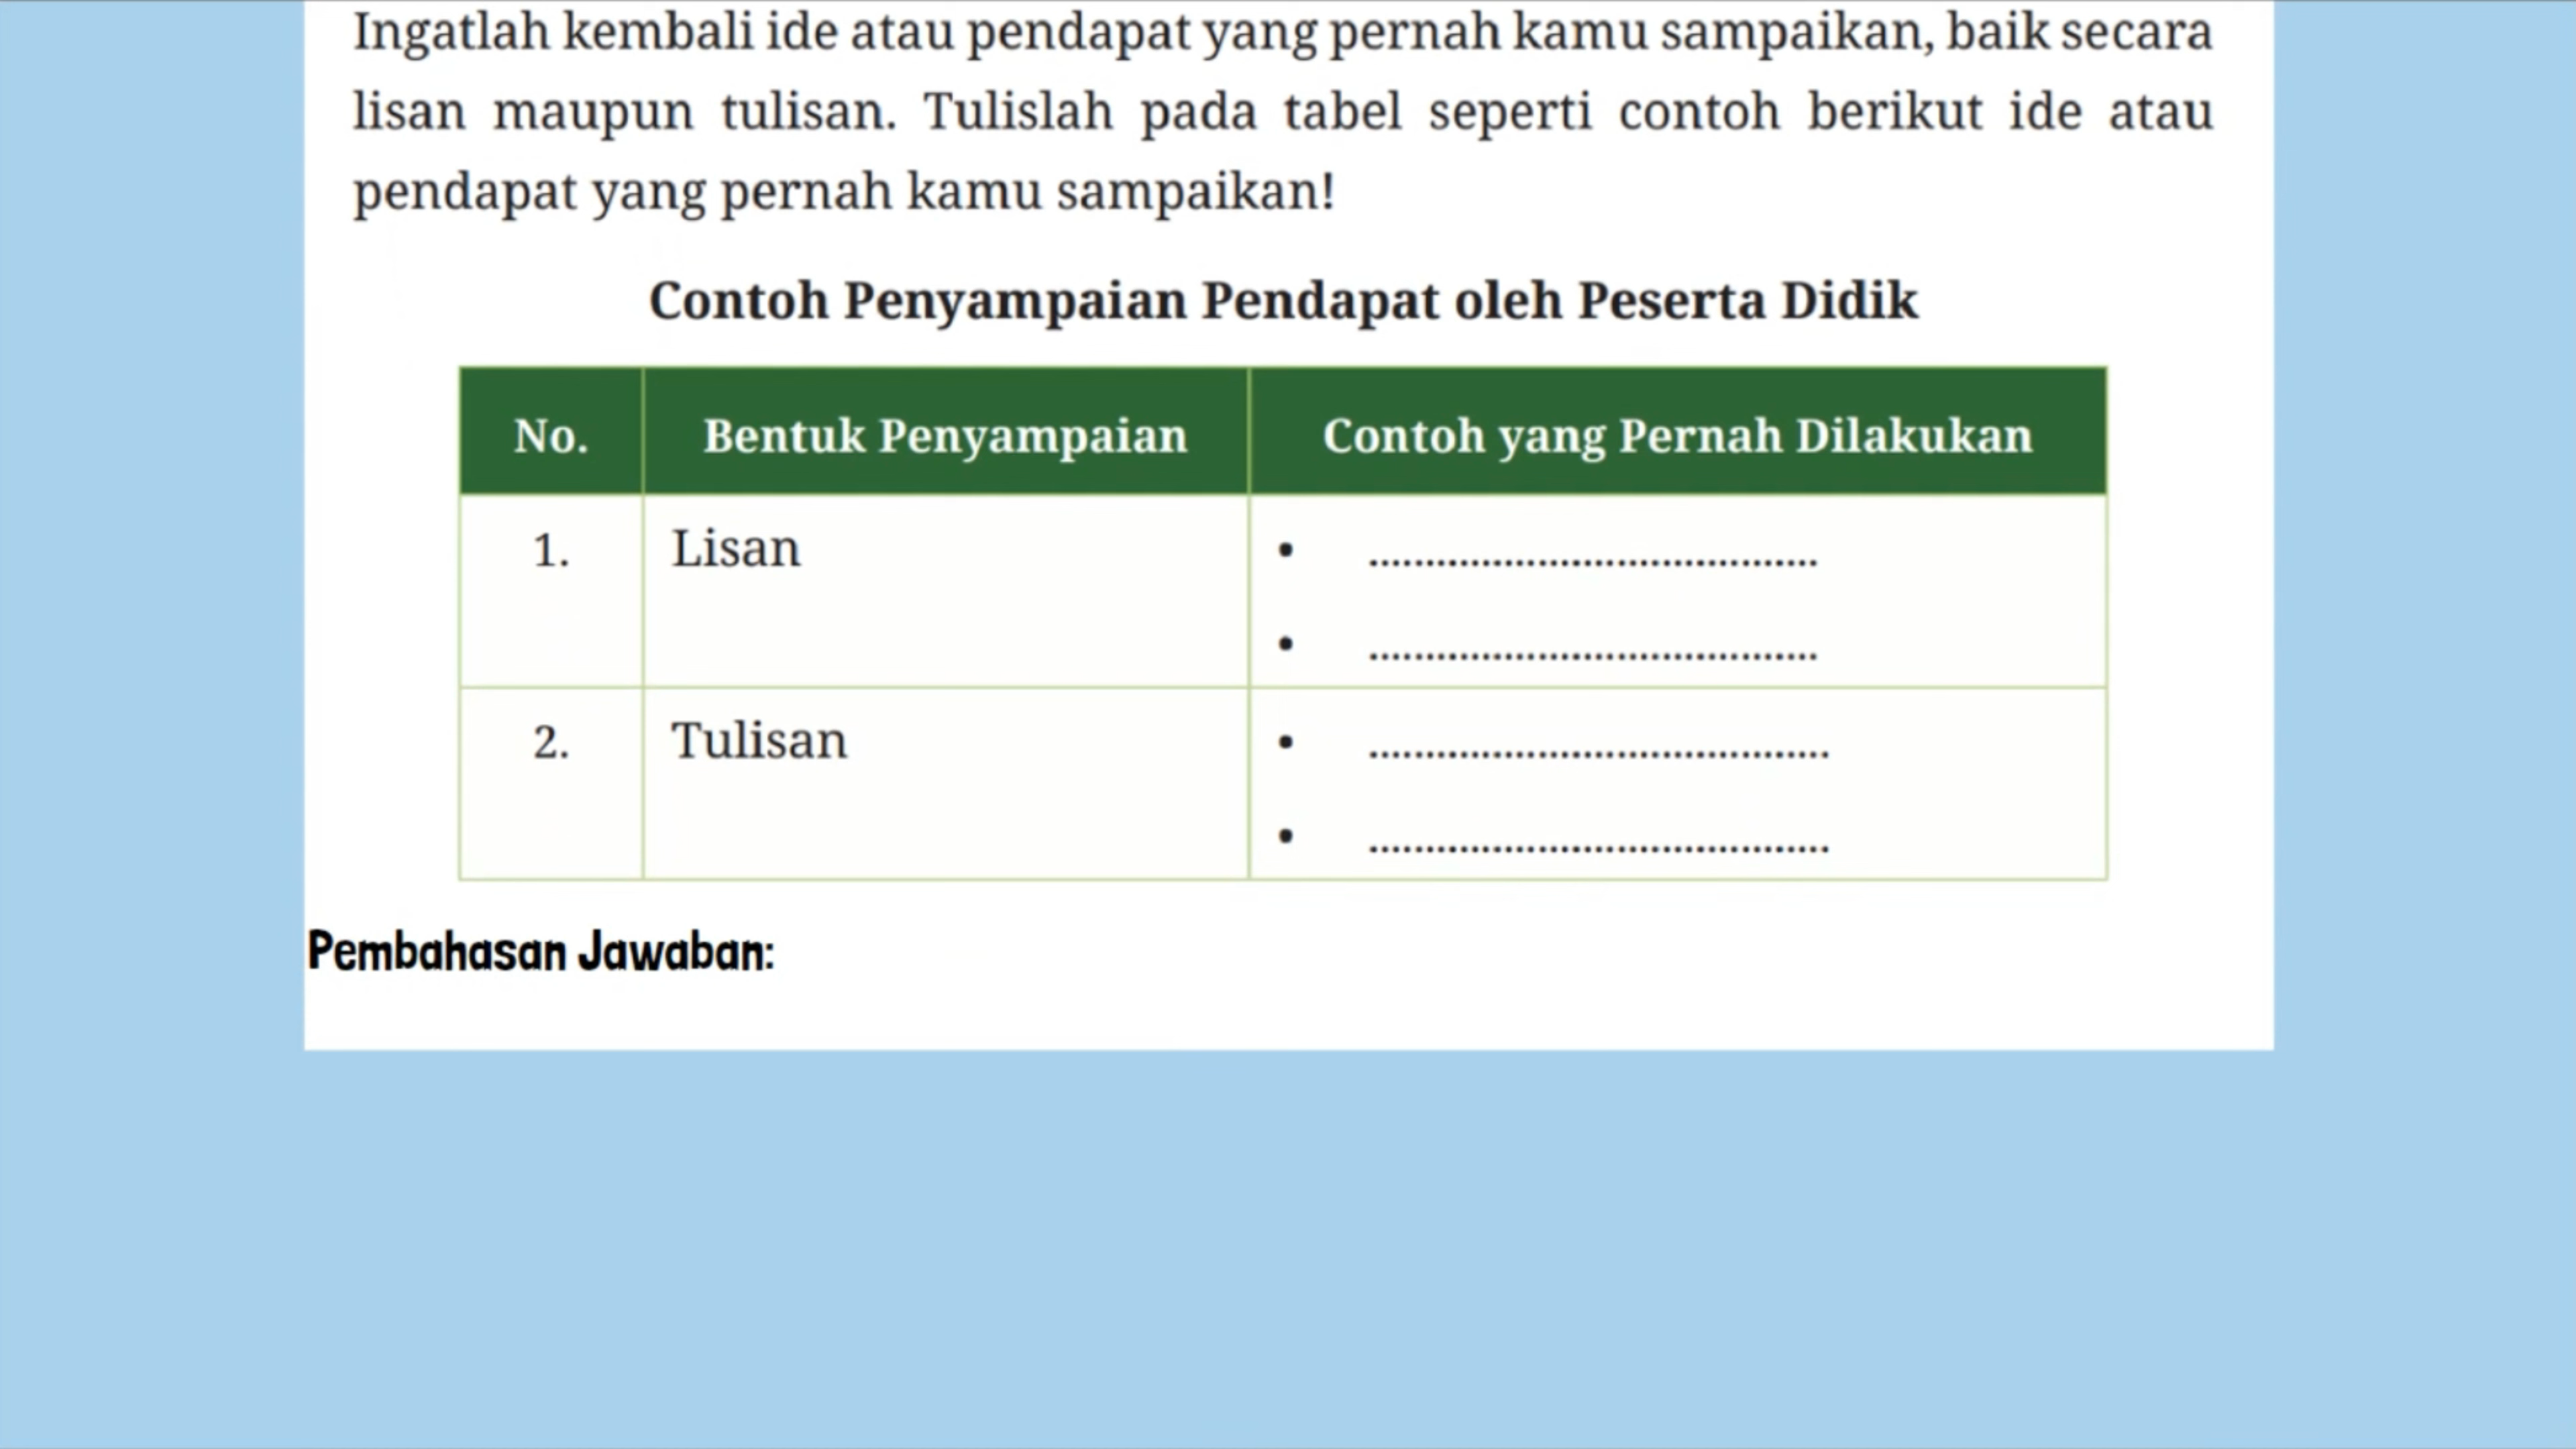 Ingatlah kembali ide atau pendapat yang pernah kamu sampaikan, baik secara
lisan maupun tulisan. Tulislah pada tabel seperti contoh berikut ide atau
pendapat yang pernah kamu sampaikan!
Contoh Penyampaian Pendapat oleh Peserta Didik
No. Bentuk Penyampaian Contoh yang Pernah Dilakukan
1. Lisan • ........................................
• ........................................
2. Tulisan • .........................................
• .........................................
Pembahasan Jawaban: